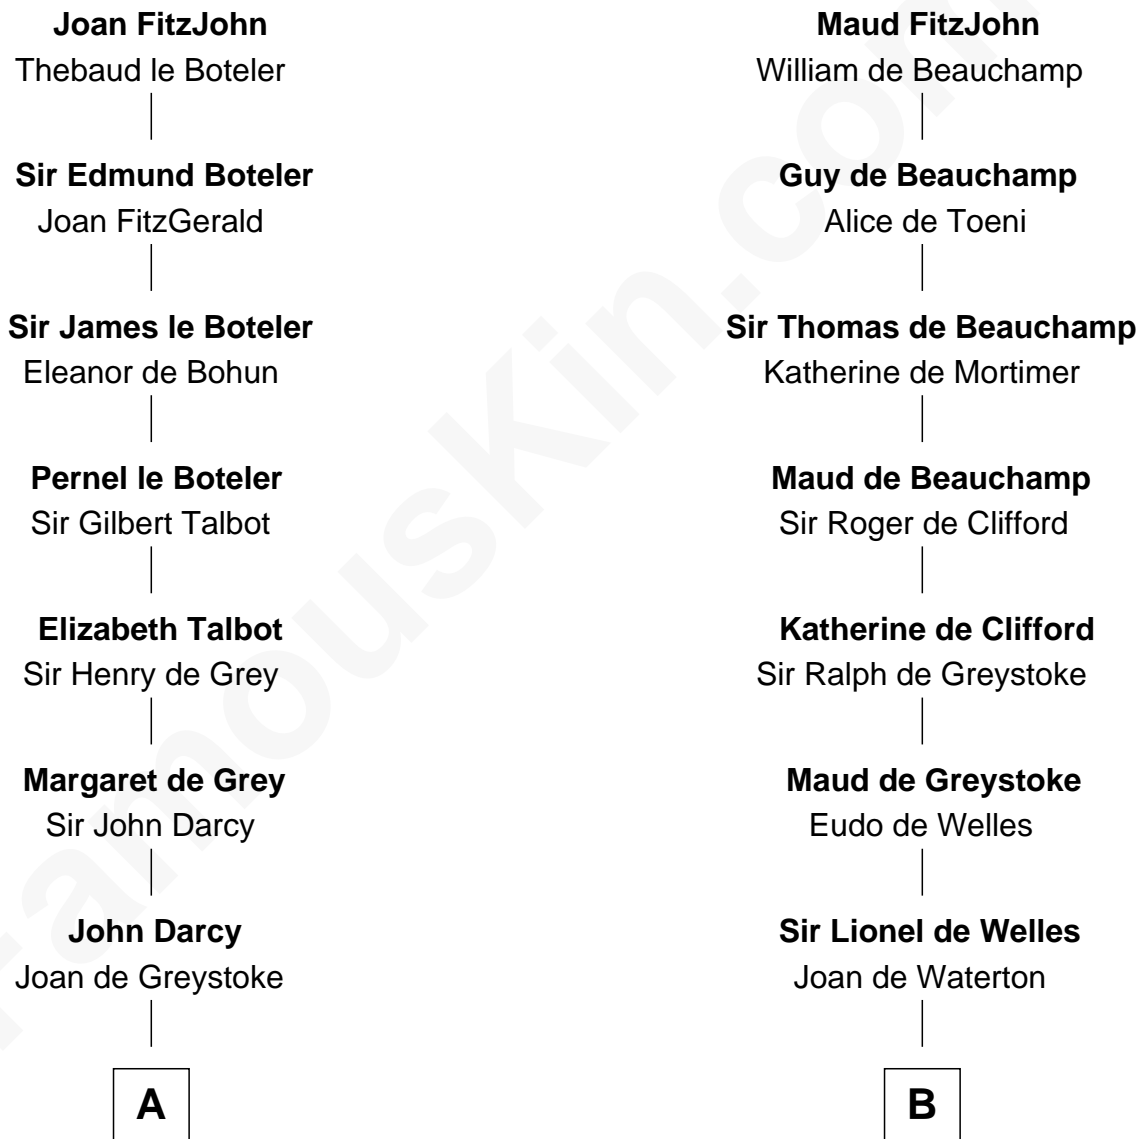 Joan FitzJohn
Thebaud le Boteler
Sir Edmund Boteler
Joan FitzGerald
Sir James le Boteler
Eleanor de Bohun
Pernel le Boteler
Sir Gilbert Talbot
Elizabeth Talbot
Sir Henry de Grey
Margaret de Grey
Sir John Darcy
John Darcy
Joan de Greystoke
A
Maud FitzJohn
William de Beauchamp
Guy de Beauchamp
Alice de Toeni
Sir Thomas de Beauchamp
Katherine de Mortimer
Maud de Beauchamp
Sir Roger de Clifford
Katherine de Clifford
Sir Ralph de Greystoke
Maud de Greystoke
Eudo de Welles
Sir Lionel de Welles
Joan de Waterton
B
FamousKin.com